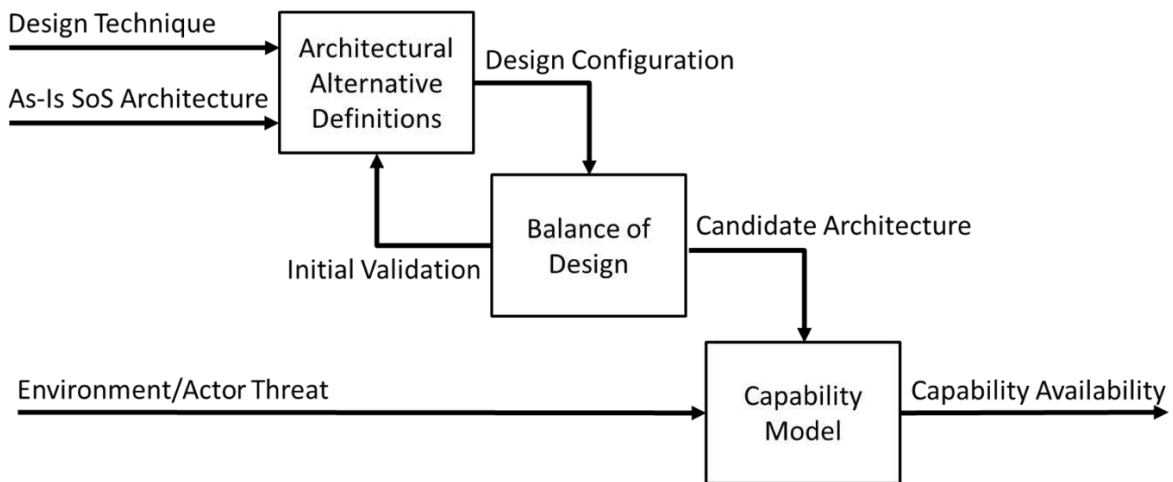 Design Technique
As-Is SoS Architecture
Architectural
Alternative
Definitions
Design Configuration
Initial Validation
Balance of
Design
Candidate Architecture
Environment/Actor Threat
Capability
Model
Capability Availability